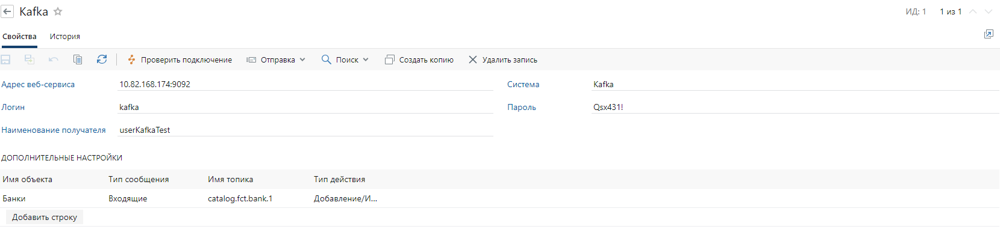 Kafka
ИД: 1 1 из 1
Свойства История
Проверить подключение Отправка Поиск Создать копию Удалить запись
Адрес веб-сервиса 10.82.168.174:9092 Система Kafka
Логин kafka Пароль Qsx431!
Наименование получателя userKafkaTest
ДОПОЛНИТЕЛЬНЫЕ НАСТРОЙКИ
Имя объекта Тип сообщения Имя топика Тип действия
Банки Входящие catalog.fct.bank.1 Добавление/И...
Добавить строку